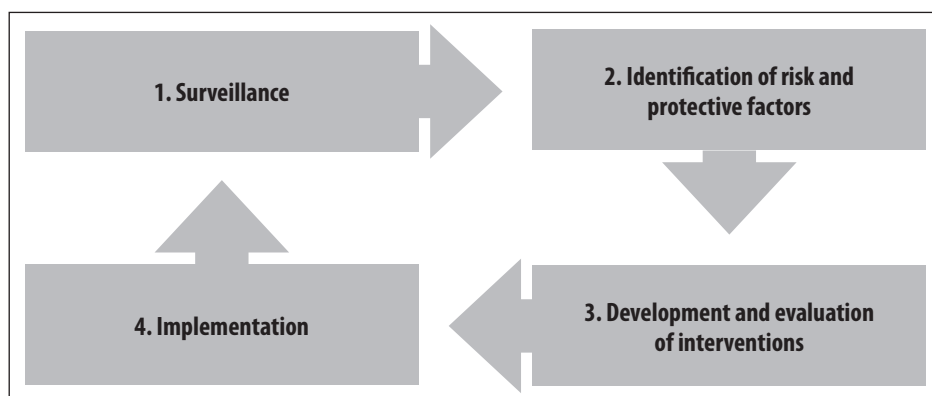 1. Surveillance
2. Identification of risk and
protective factors
3. Development and evaluation
of interventions
4. Implementation